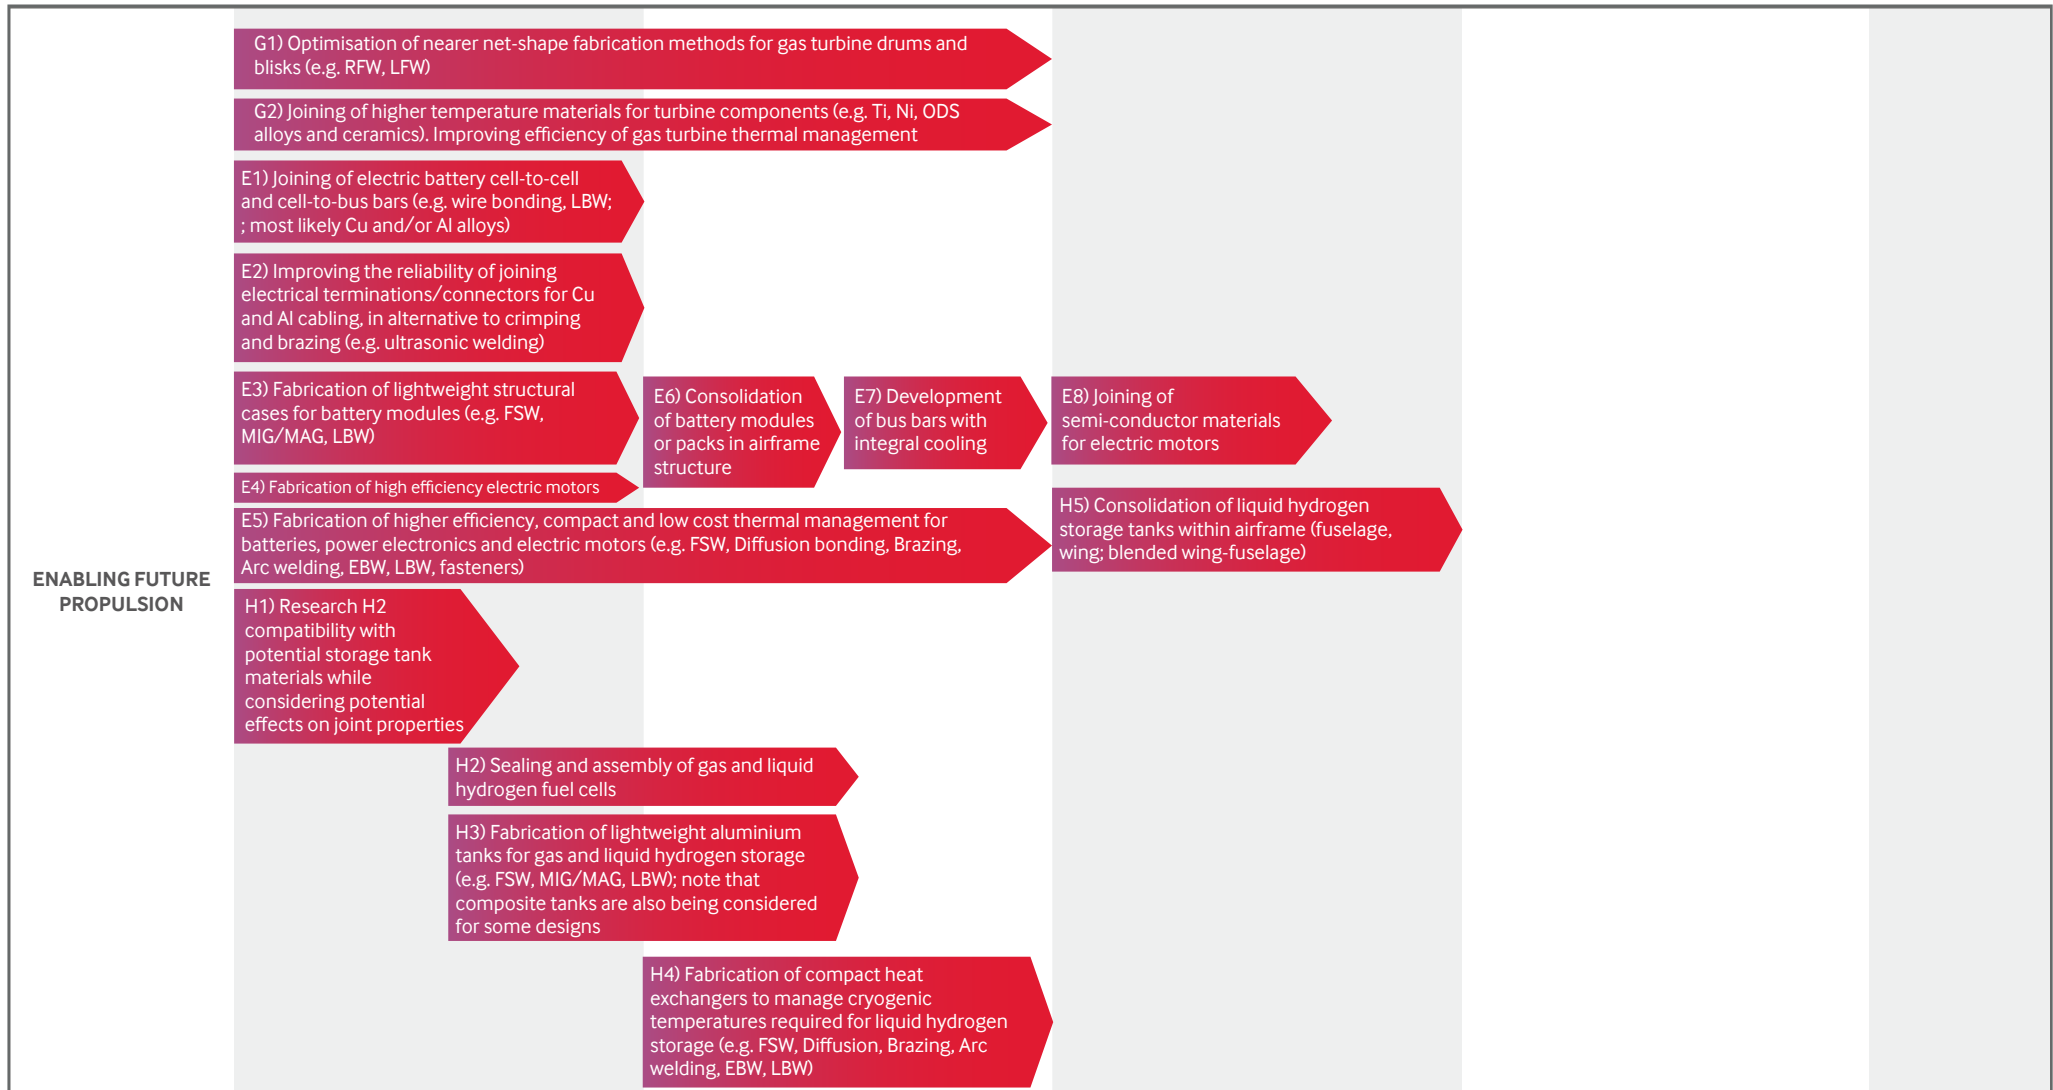 G1) Optimisation of nearer net-shape fabrication methods for gas turbine drums and
blisks (e.g. RFW, LFW)
G2) Joining of higher temperature materials for turbine components (e.g. Ti, Ni, ODS
alloys and ceramics). Improving efficiency of gas turbine thermal management
E1) Joining of electric battery cell-to-cell
and cell-to-bus bars (e.g. wire bonding, LBW;
; most likely Cu and/or Al alloys)
E2) Improving the reliability of joining
electrical terminations/connectors for Cu
and Al cabling, in alternative to crimping
and brazing (e.g. ultrasonic welding)
E3) Fabrication of lightweight structural
cases for battery modules (e.g. FSW,
MIG/MAG, LBW)
E6) Consolidation
of battery modules
or packs in airframe
structure
E7) Development
of bus bars with
integral cooling
E8) Joining of
semi-conductor materials
for electric motors
E4) Fabrication of high efficiency electric motors
E5) Fabrication of higher efficiency, compact and low cost thermal management for
batteries, power electronics and electric motors (e.g. FSW, Diffusion bonding, Brazing,
Arc welding, EBW, LBW, fasteners)
H5) Consolidation of liquid hydrogen
storage tanks within airframe (fuselage,
wing; blended wing-fuselage)
ENABLING FUTURE
PROPULSION
H1) Research H2
compatibility with
potential storage tank
materials while
considering potential
effects on joint properties
H2) Sealing and assembly of gas and liquid
hydrogen fuel cells
H3) Fabrication of lightweight aluminium
tanks for gas and liquid hydrogen storage
(e.g. FSW, MIG/MAG, LBW); note that
composite tanks are also being considered
for some designs
H4) Fabrication of compact heat
exchangers to manage cryogenic
temperatures required for liquid hydrogen
storage (e.g. FSW, Diffusion, Brazing, Arc
welding, EBW, LBW)